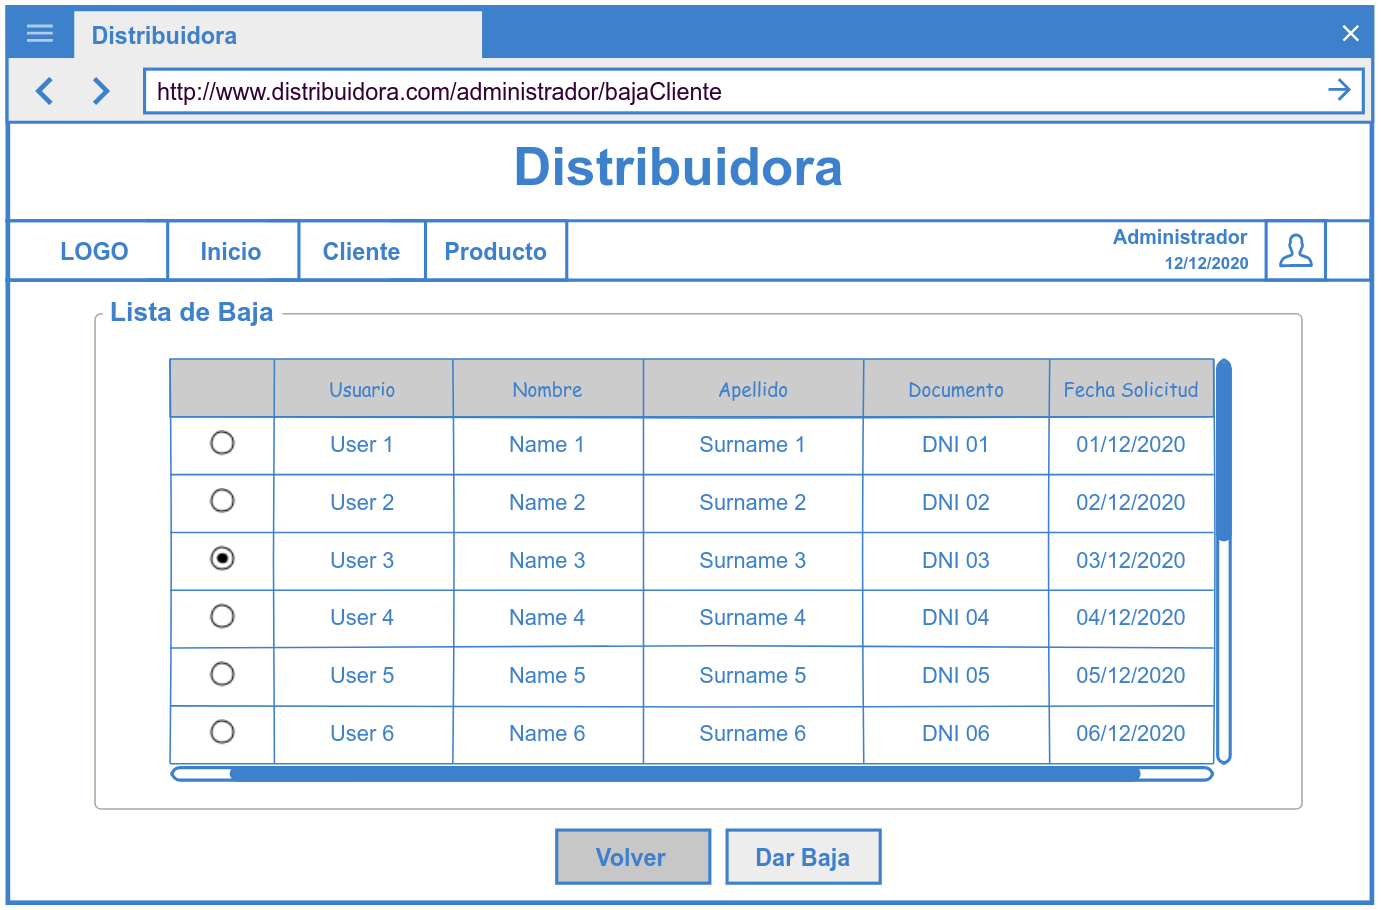 Distribuidora
http://www.distribuidora.com/administrador/bajaCliente
Distribuidora
LOGO Inicio Cliente Producto Administrador
12/12/2020
Lista de Baja
Usuario Nombre Apellido Documento Fecha Solicitud
User 1 Name 1 Surname 1 DNI 01 01/12/2020
User 2 Name 2 Surname 2 DNI 02 02/12/2020
User 3 Name 3 Surname 3 DNI 03 03/12/2020
User 4 Name 4 Surname 4 DNI 04 04/12/2020
User 5 Name 5 Surname 5 DNI 05 05/12/2020
User 6 Name 6 Surname 6 DNI 06 06/12/2020
Volver Dar Baja